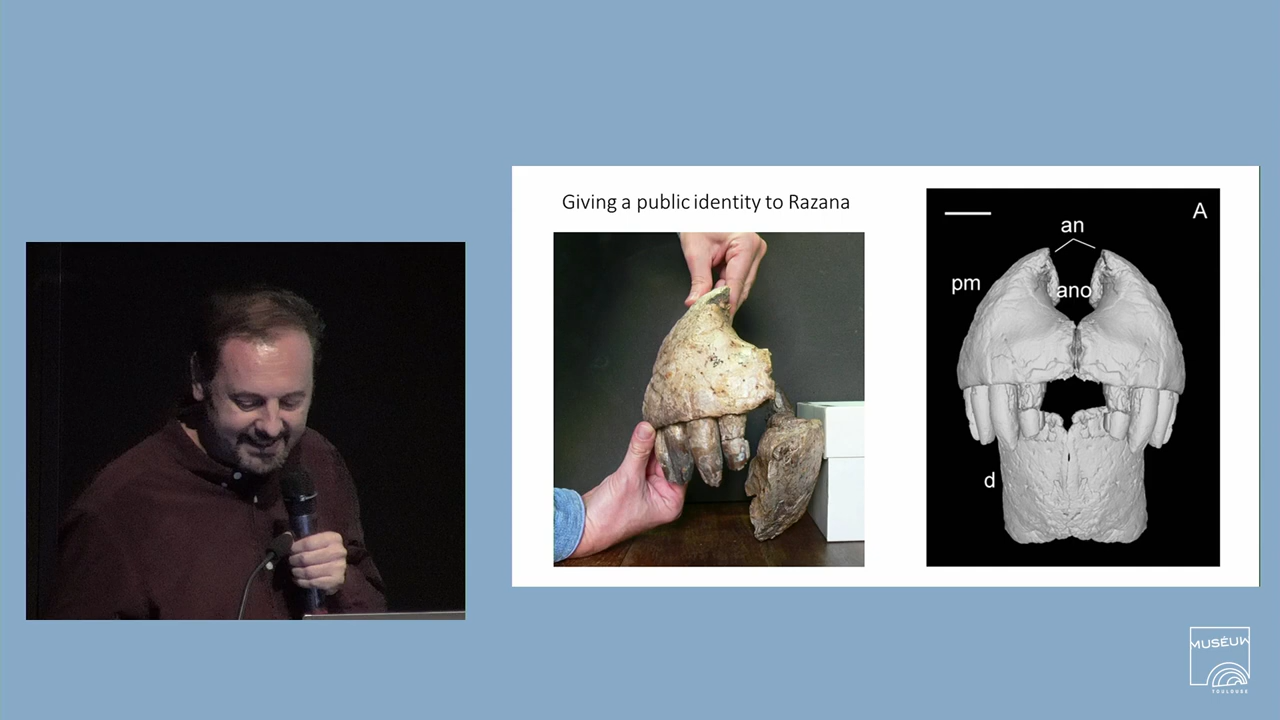 Giving a public identity to Razana
A
an
pm
ano
d
MUSÉUM
TOULOUSE